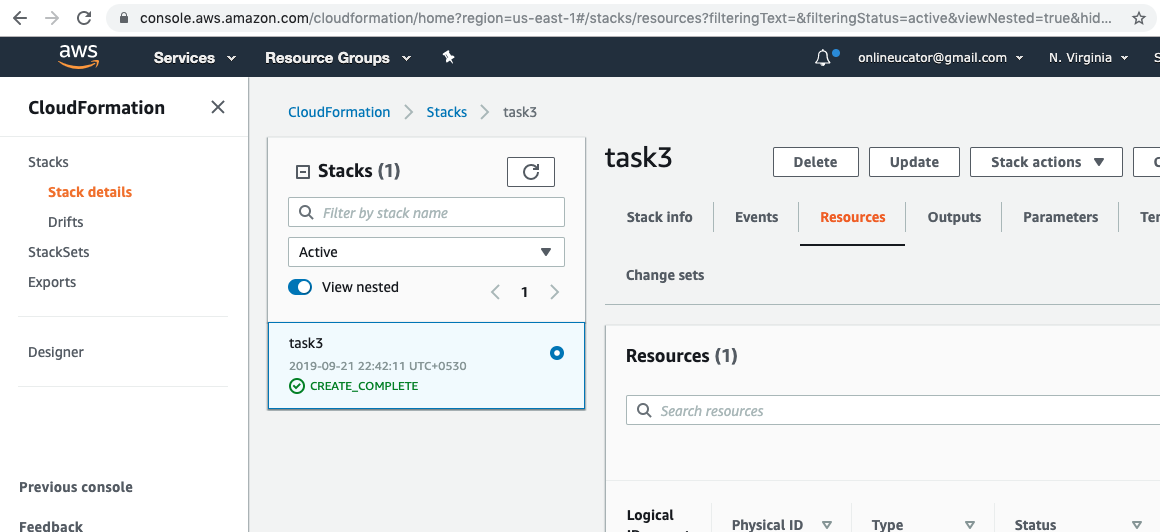 console.aws.amazon.com/cloudformation/home?region=us-east-1#/stacks/resources?filteringText=&filteringStatus=active&viewNested=true&hid...
aws
Services
Resource Groups
onlineucator@gmail.com
N. Virginia
S
CloudFormation
Stacks
Stack details
Drifts
StackSets
Exports
Designer
Previous console
Feedback
CloudFormation > Stacks > task3
Stacks (1)
Filter by stack name
Active
View nested
1
task3
2019-09-21 22:42:11 UTC+0530
CREATE_COMPLETE
task3
Delete
Update
Stack actions
Stack info
Events
Resources
Outputs
Parameters
Change sets
Resources (1)
Search resources
Logical
Physical ID
Type
Status